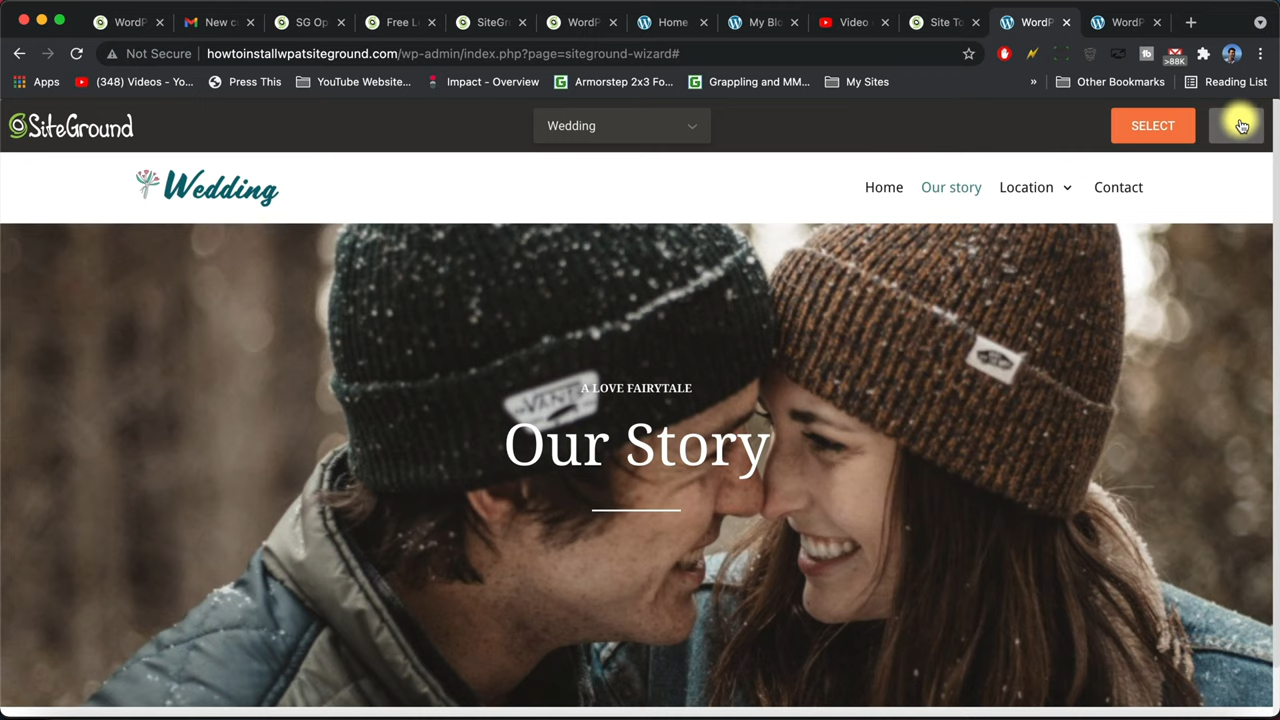 WordP
New c
SG Op
Free L
SiteGr
WordP
Home
My Blo
Video
Site To
WordP
WordP
Not Secure
howtoinstallwpatsiteground.com/wp-admin/index.php?page=siteground-wizard#
>88K
Apps
(348) Videos - Yo...
Press This
YouTube Website...
Impact - Overview
Armorstep 2x3 Fo...
Grappling and MM...
My Sites
»
Other Bookmarks
Reading List
SiteGround
Wedding
SELECT
Wedding
Home
Our story
Location
Contact
A LOVE FAIRYTALE
Our Story